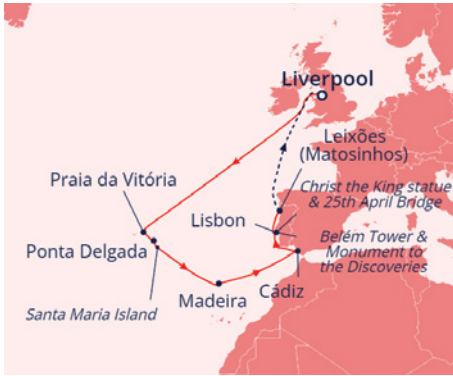 Liverpool
Leixões
(Matosinhos)
Praia da Vitória
Christ the King statue
& 25th April Bridge
Lisbon
Ponta Delgada
Belém Tower &
Monument to
the Discoveries
Madeira
Cádiz
Santa Maria Island